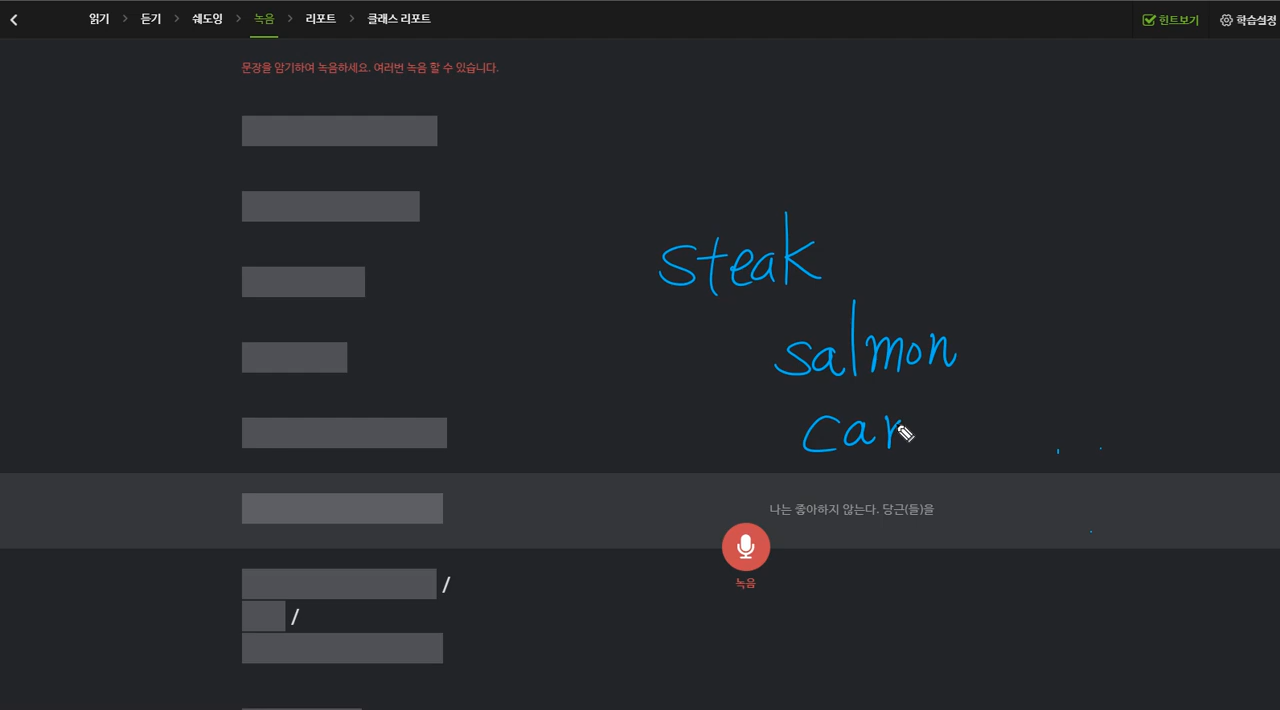 읽기 > 듣기 > 쉐도잉 > 녹음 > 리포트 > 클래스 리포트 힌트보기 학습설정
문장을 암기하여 녹음하세요. 여러번 녹음 할 수 있습니다.
steak
salmon
car
나는 좋아하지 않는다. 당근(들)을
녹음
/
/